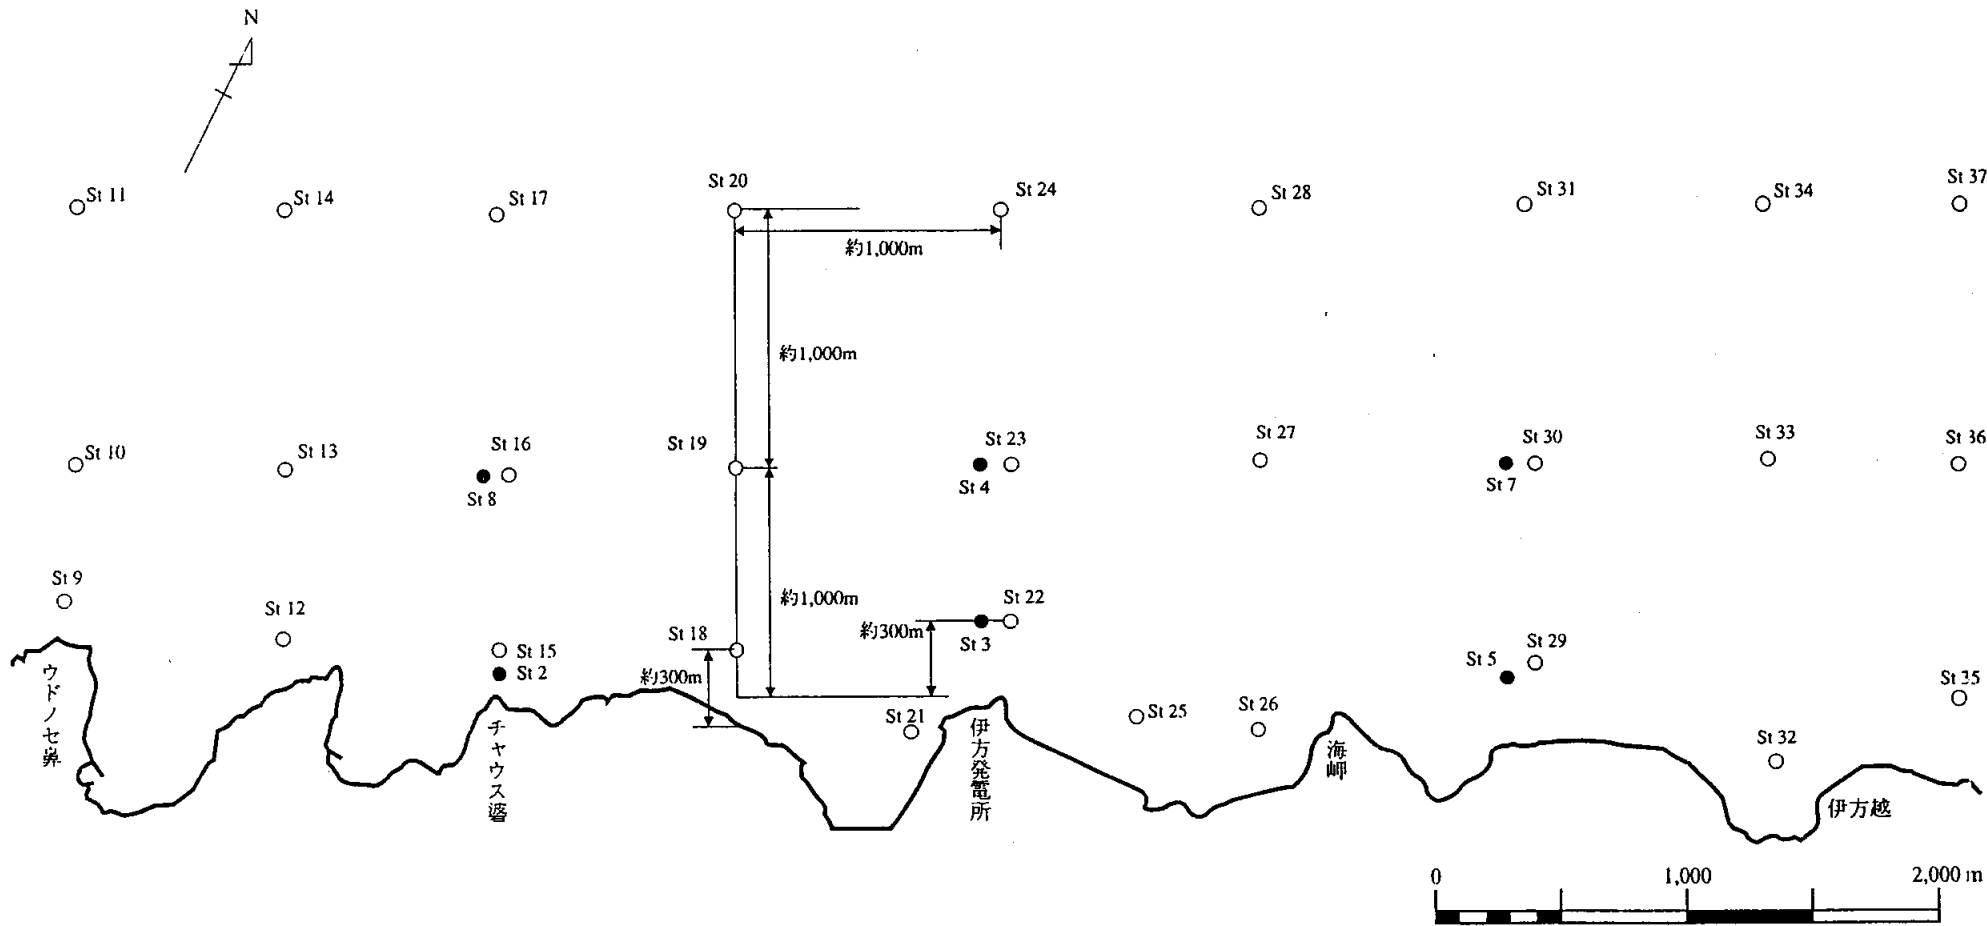 N
St 11
St 14
St 17
St 20
St 24
St 28
St 31
St 34
St 37
約1,000m
約1,000m
St 10
St 13
St 16
St 8
St 19
St 23
St 4
St 27
St 30
St 7
St 33
St 36
St 9
St 12
St 15
St 2
St 18
約300m
約1,000m
約300m
St 22
St 3
St 29
St 5
St 35
St 21
St 25
St 26
St 32
ウドノセ鼻
チャウス碆
伊方発電所
海岬
伊方越
0
1,000
2,000 m